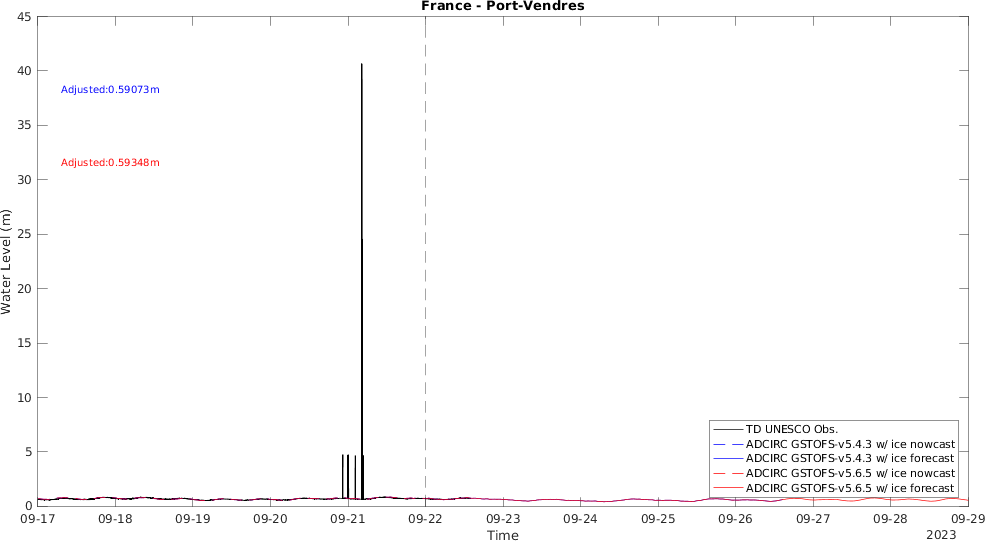 France - Port-Vendres
45
40
35
30
25
20
15
10
5
0
Water Level (m)
Adjusted:0.59073m
Adjusted:0.59348m
TD UNESCO Obs.
ADCIRC GSTOFS-v5.4.3 w/ ice nowcast
ADCIRC GSTOFS-v5.4.3 w/ ice forecast
ADCIRC GSTOFS-v5.6.5 w/ ice nowcast
ADCIRC GSTOFS-v5.6.5 w/ ice forecast
09-17 09-18 09-19 09-20 09-21 09-22 09-23 09-24 09-25 09-26 09-27 09-28 09-29
Time
2023